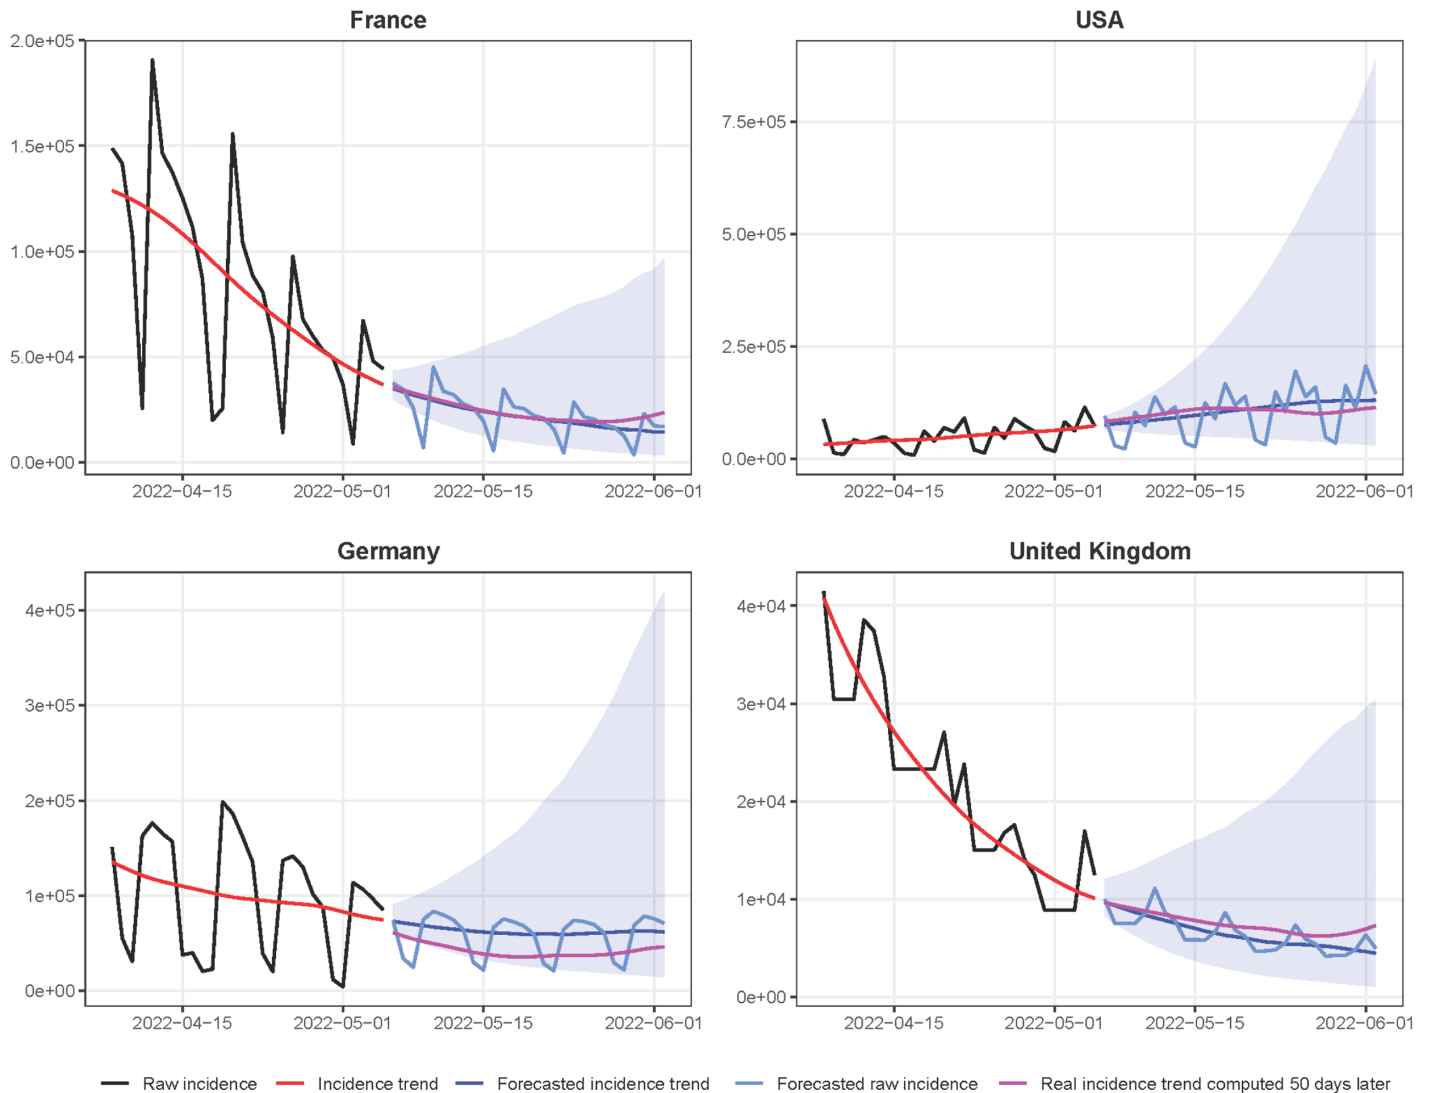 France
2.0e+05
1.5e+05
1.0e+05
5.0e+04
0.0e+00
2022−04−15 2022−05−01 2022−05−15 2022−06−01
USA
7.5e+05
5.0e+05
2.5e+05
0.0e+00
2022−04−15 2022−05−01 2022−05−15 2022−06−01
Germany
4e+05
3e+05
2e+05
1e+05
0e+00
2022−04−15 2022−05−01 2022−05−15 2022−06−01
United Kingdom
4e+04
3e+04
2e+04
1e+04
0e+00
2022−04−15 2022−05−01 2022−05−15 2022−06−01
Raw incidence Incidence trend Forecasted incidence trend Forecasted raw incidence Real incidence trend computed 50 days later